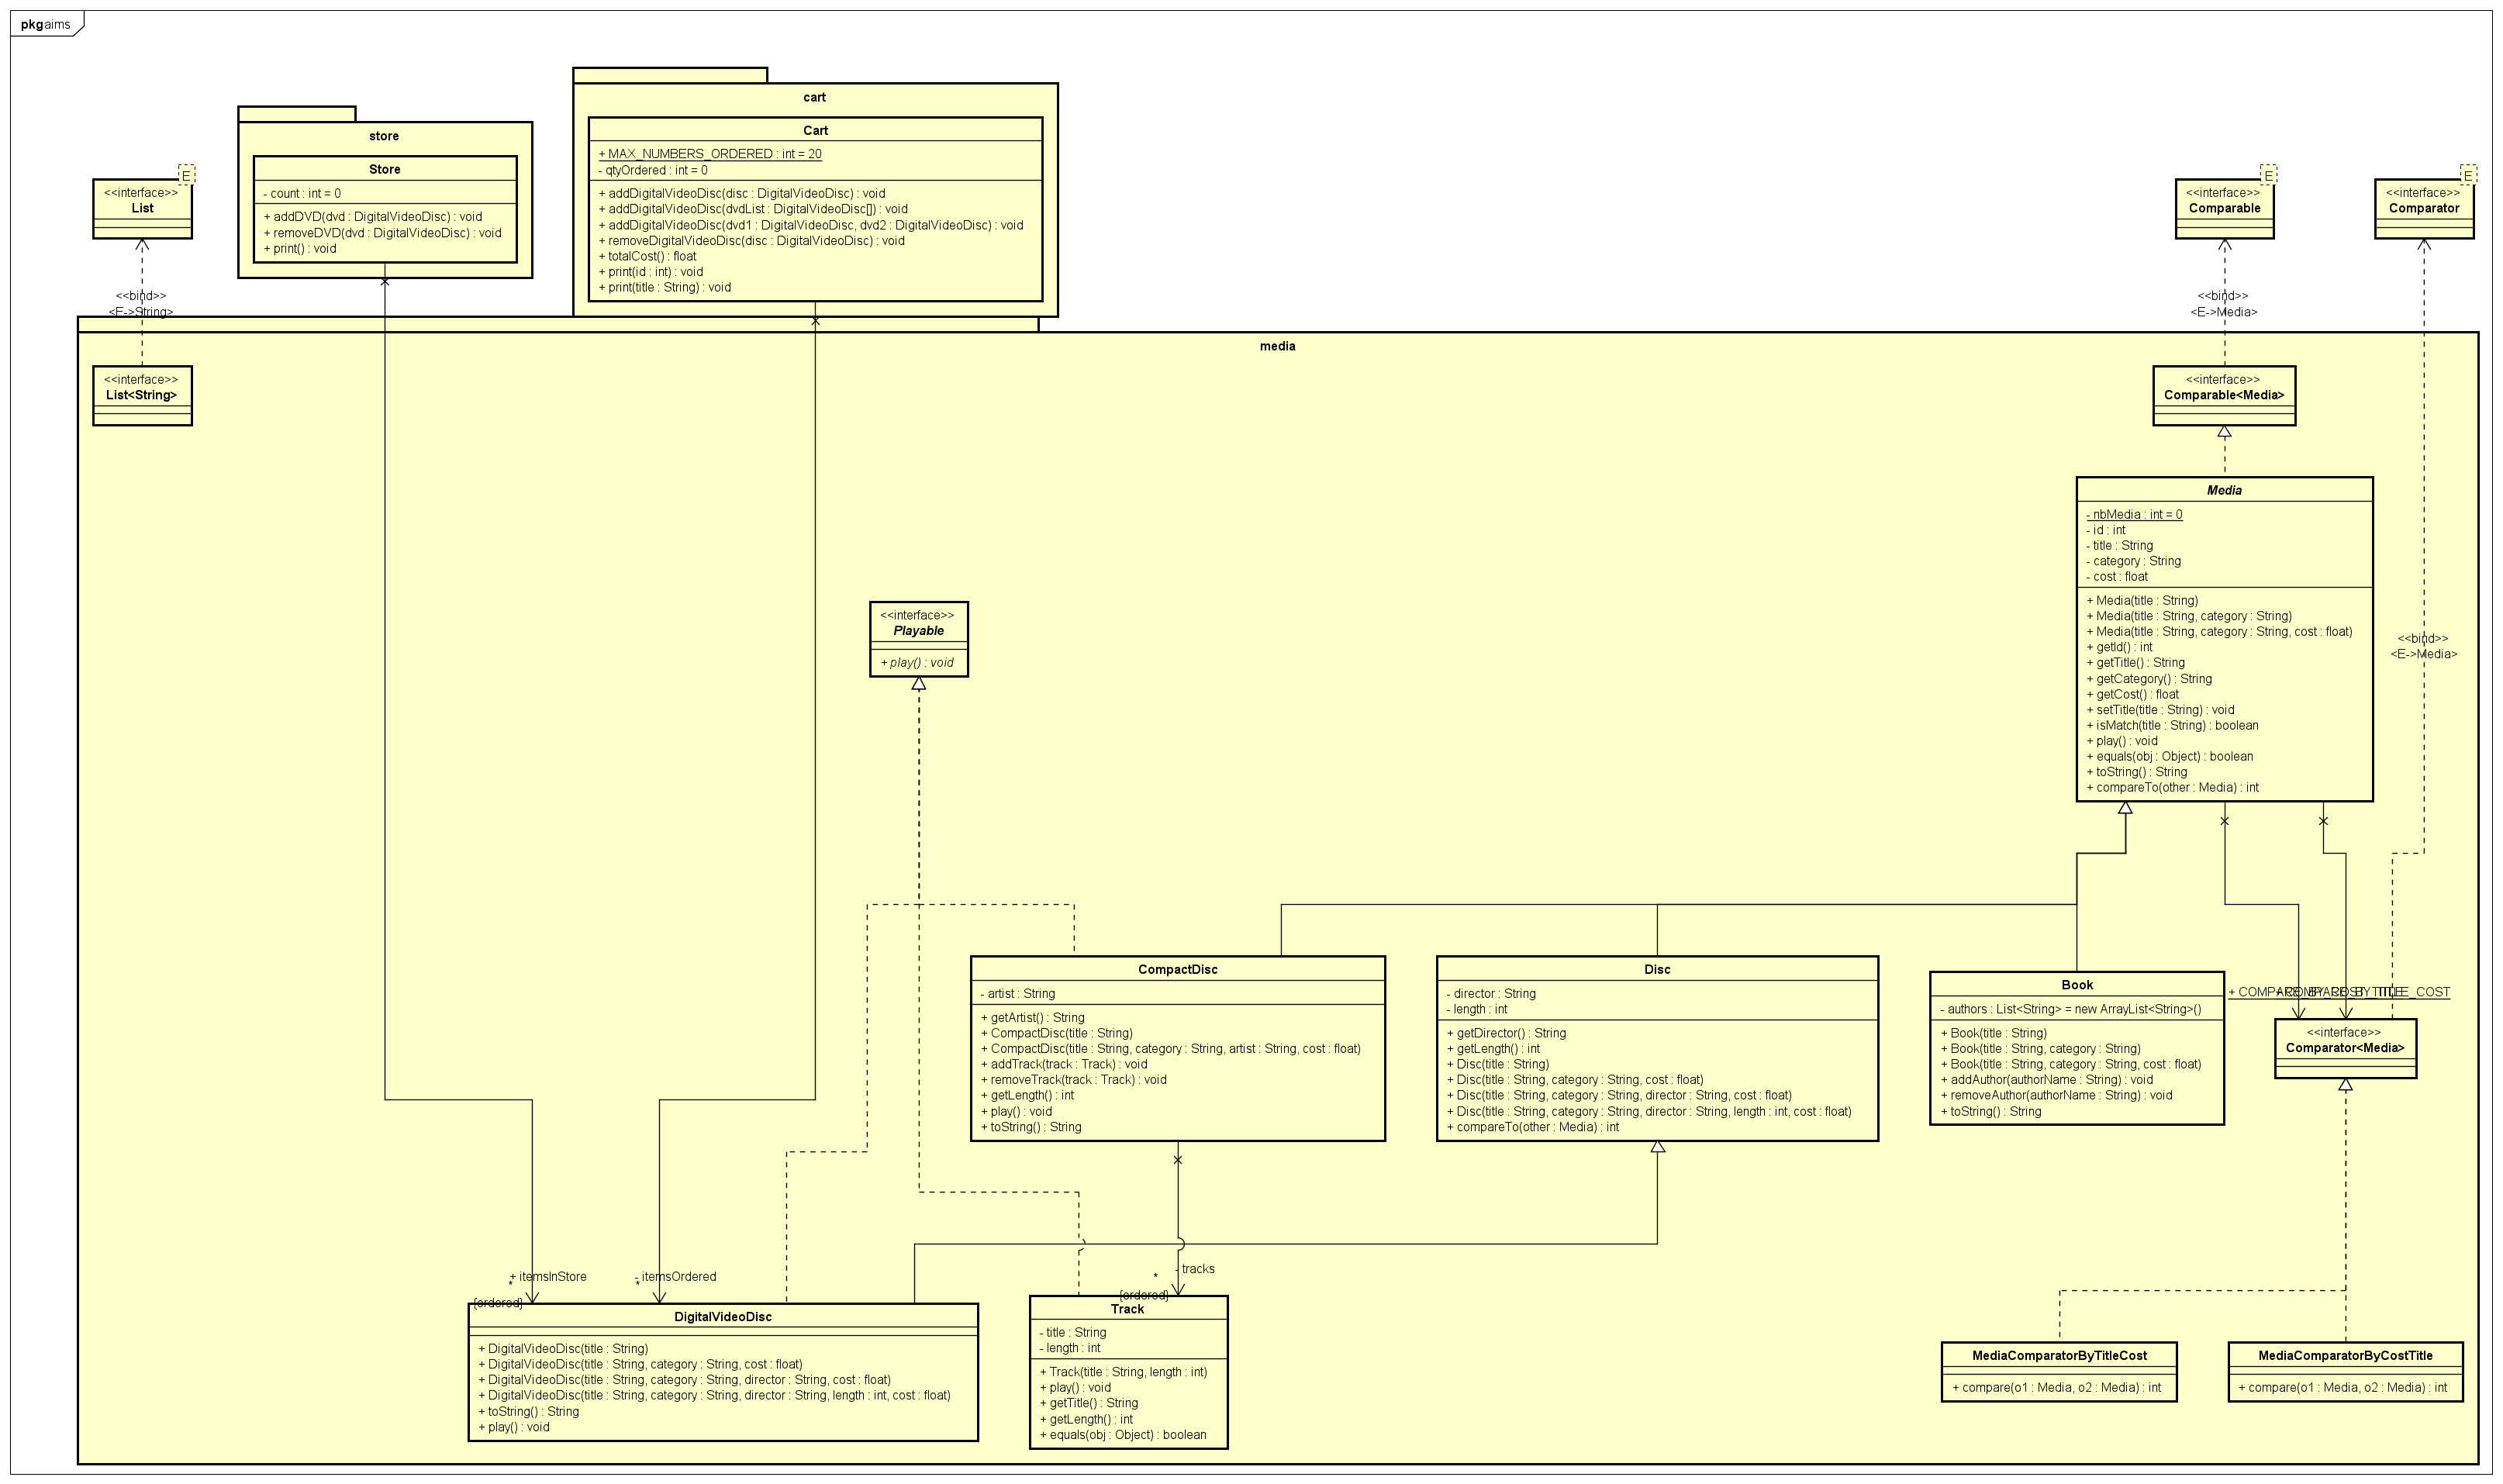 pkg aims
cart
Cart
+ MAX_NUMBERS_ORDERED : int = 20
- qtyOrdered : int = 0
+ addDigitalVideoDisc(disc : DigitalVideoDisc) : void
+ addDigitalVideoDisc(dvdList : DigitalVideoDisc[]) : void
+ addDigitalVideoDisc(dvd1 : DigitalVideoDisc, dvd2 : DigitalVideoDisc) : void
+ removeDigitalVideoDisc(disc : DigitalVideoDisc) : void
+ totalCost() : float
+ print(id : int) : void
+ print(title : String) : void
store
Store
- count : int = 0
+ addDVD(dvd : DigitalVideoDisc) : void
+ removeDVD(dvd : DigitalVideoDisc) : void
+ print() : void
E
<<interface>>
List
<<bind>>
<E->String>
E
<<interface>>
Comparable
<<bind>>
<E->Media>
E
<<interface>>
Comparator
<<bind>>
<E->Media>
media
<<interface>>
List<String>
<<interface>>
Comparable<Media>
Media
- nbMedia : int = 0
- id : int
- title : String
- category : String
- cost : float
+ Media(title : String)
+ Media(title : String, category : String)
+ Media(title : String, category : String, cost : float)
+ getId() : int
+ getTitle() : String
+ getCategory() : String
+ getCost() : float
+ setTitle(title : String) : void
+ isMatch(title : String) : boolean
+ play() : void
+ equals(obj : Object) : boolean
+ toString() : String
+ compareTo(other : Media) : int
<<interface>>
Playable
+ play() : void
CompactDisc
- artist : String
+ getArtist() : String
+ CompactDisc(title : String)
+ CompactDisc(title : String, category : String, artist : String, cost : float)
+ addTrack(track : Track) : void
+ removeTrack(track : Track) : void
+ getLength() : int
+ play() : void
+ toString() : String
Disc
- director : String
- length : int
+ getDirector() : String
+ getLength() : int
+ Disc(title : String)
+ Disc(title : String, category : String, cost : float)
+ Disc(title : String, category : String, director : String, cost : float)
+ Disc(title : String, category : String, director : String, length : int, cost : float)
+ compareTo(other : Media) : int
Book
- authors : List<String> = new ArrayList<String>()
+ Book(title : String)
+ Book(title : String, category : String)
+ Book(title : String, category : String, cost : float)
+ addAuthor(authorName : String) : void
+ removeAuthor(authorName : String) : void
+ toString() : String
+ COMPARE_BY_COST_TITLE
+ COMPARE_BY_TITLE_COST
<<interface>>
Comparator<Media>
+ itemsInStore
*
{ordered}
- itemsOrdered
*
- tracks
*
{ordered}
DigitalVideoDisc
+ DigitalVideoDisc(title : String)
+ DigitalVideoDisc(title : String, category : String, cost : float)
+ DigitalVideoDisc(title : String, category : String, director : String, cost : float)
+ DigitalVideoDisc(title : String, category : String, director : String, length : int, cost : float)
+ toString() : String
+ play() : void
Track
- title : String
- length : int
+ Track(title : String, length : int)
+ play() : void
+ getTitle() : String
+ getLength() : int
+ equals(obj : Object) : boolean
MediaComparatorByTitleCost
+ compare(o1 : Media, o2 : Media) : int
MediaComparatorByCostTitle
+ compare(o1 : Media, o2 : Media) : int